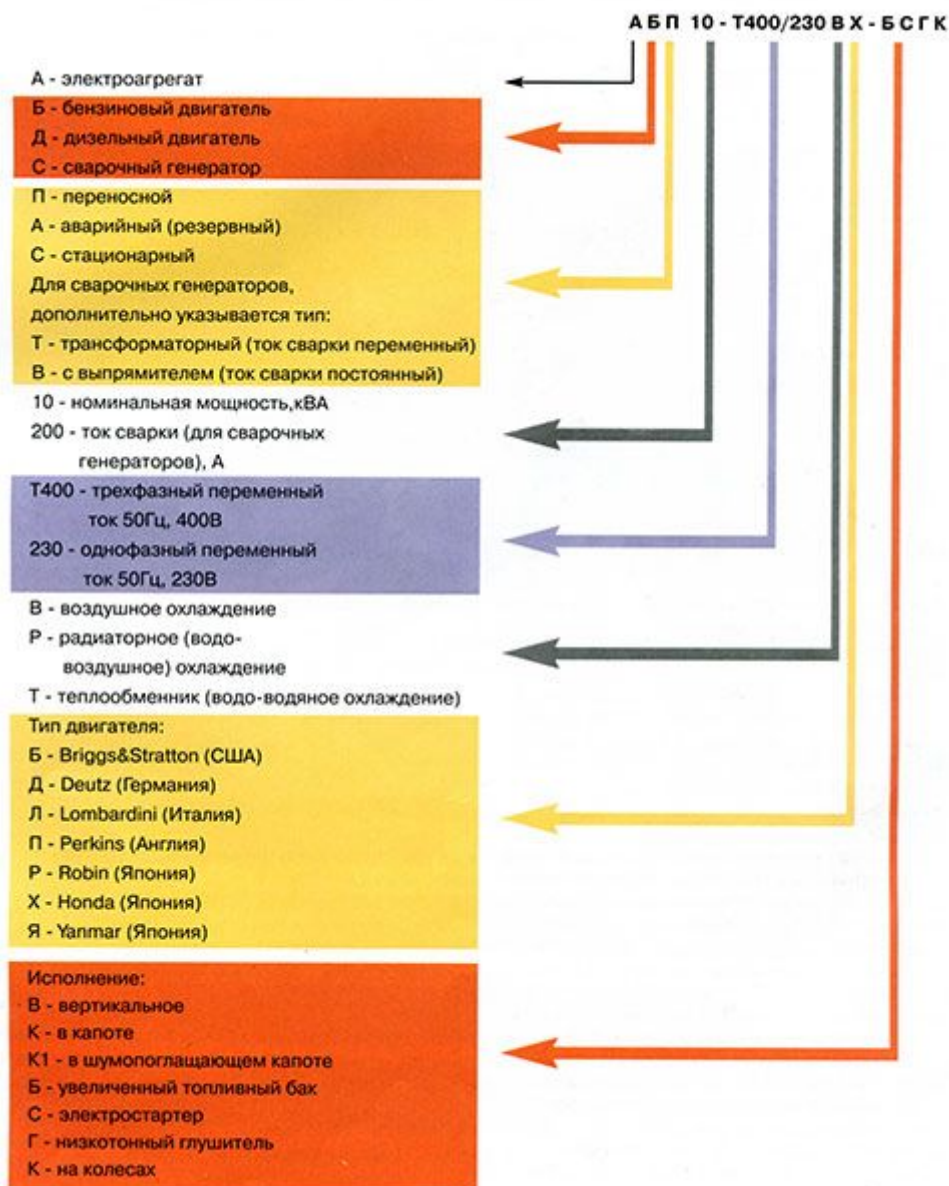 АБП 10 - Т400/230 ВХ - БСГК
А - электроагрегат
Б - бензиновый двигатель
Д - дизельный двигатель
С - сварочный генератор
П - переносной
А - аварийный (резервный)
С - стационарный
Для сварочных генераторов,
дополнительно указывается тип:
Т - трансформаторный (ток сварки переменный)
В - с выпрямителем (ток сварки постоянный)
10 - номинальная мощность,кВА
200 - ток сварки (для сварочных
генераторов), А
Т400 - трехфазный переменный
ток 50Гц, 400В
230 - однофазный переменный
ток 50Гц, 230В
В - воздушное охлаждение
Р - радиаторное (водо-
воздушное) охлаждение
Т - теплообменник (водо-водяное охлаждение)
Тип двигателя:
Б - Briggs&Stratton (США)
Д - Deutz (Германия)
Л - Lombardini (Италия)
П - Perkins (Англия)
Р - Robin (Япония)
Х - Honda (Япония)
Я - Yanmar (Япония)
Исполнение:
В - вертикальное
К - в капоте
К1 - в шумопоглащающем капоте
Б - увеличенный топливный бак
С - электростартер
Г - низкотонный глушитель
К - на колесах